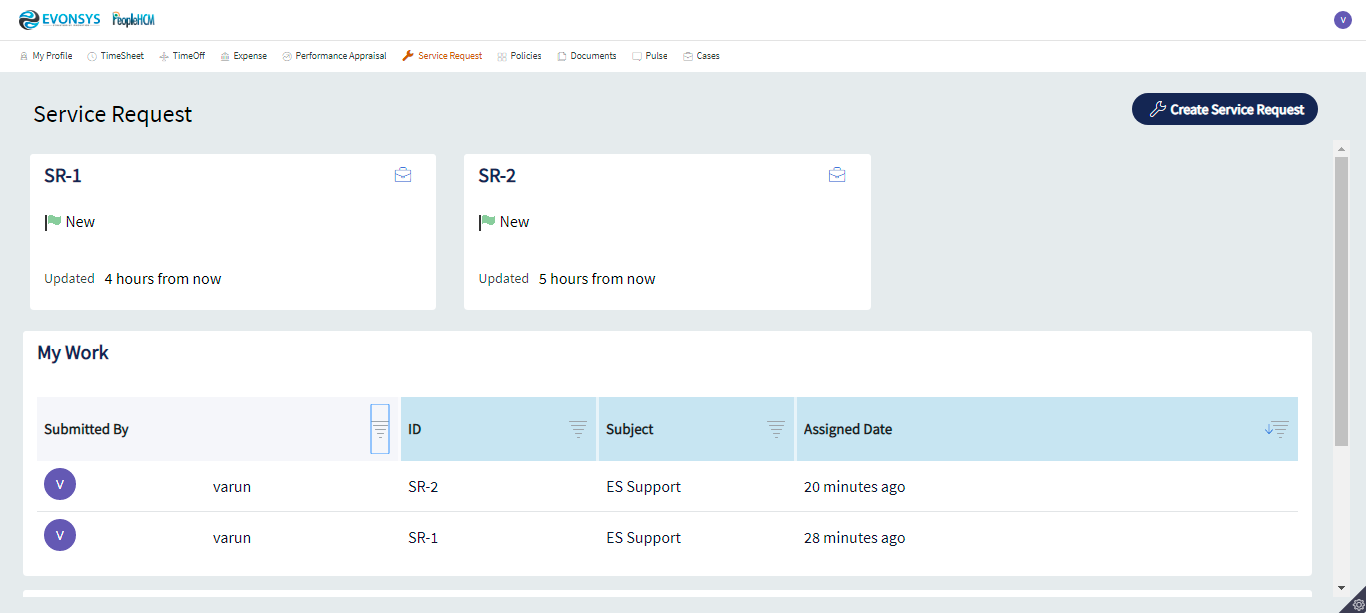 EVONSYS PeopleHCM
V
My Profile TimeSheet TimeOff Expense Performance Appraisal Service Request Policies Documents Pulse Cases
Service Request
Create Service Request
SR-1
New
Updated 4 hours from now
SR-2
New
Updated 5 hours from now
My Work
Submitted By ID Subject Assigned Date
V varun SR-2 ES Support 20 minutes ago
V varun SR-1 ES Support 28 minutes ago